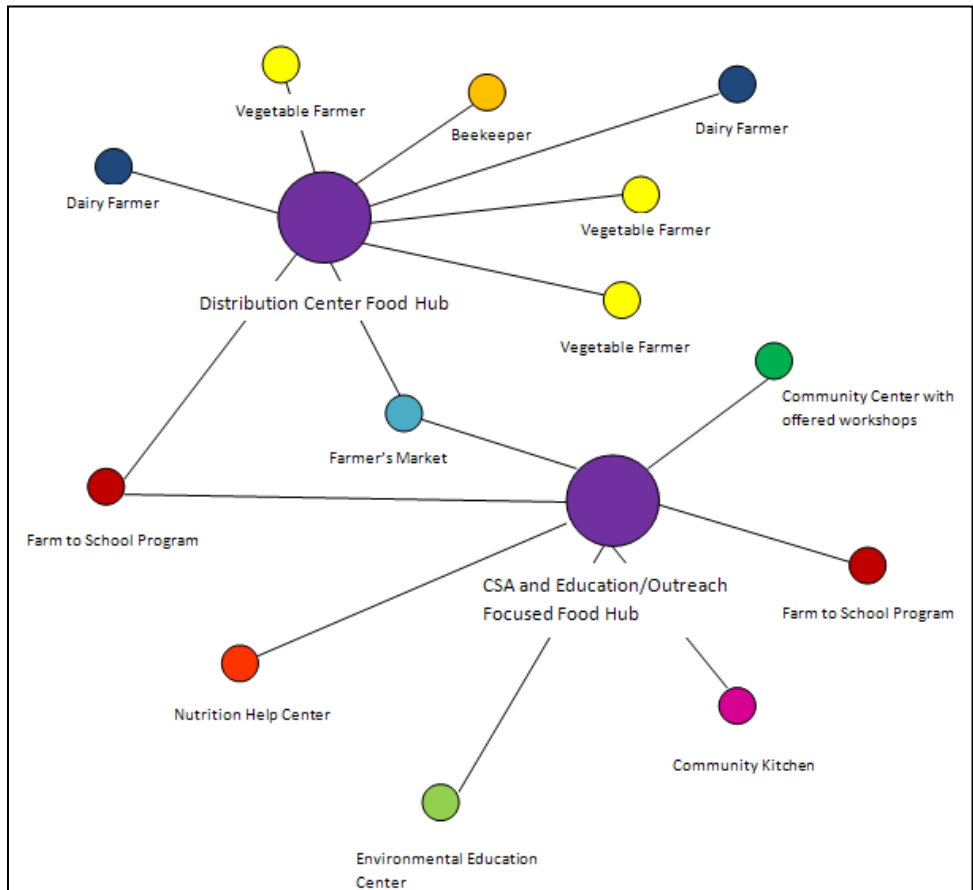 Vegetable Farmer
Beekeeper
Dairy Farmer
Dairy Farmer
Vegetable Farmer
Distribution Center Food Hub
Vegetable Farmer
Community Center with
offered workshops
Farmer's Market
Farm to School Program
CSA and Education/Outreach
Focused Food Hub
Farm to School Program
Nutrition Help Center
Community Kitchen
Environmental Education
Center